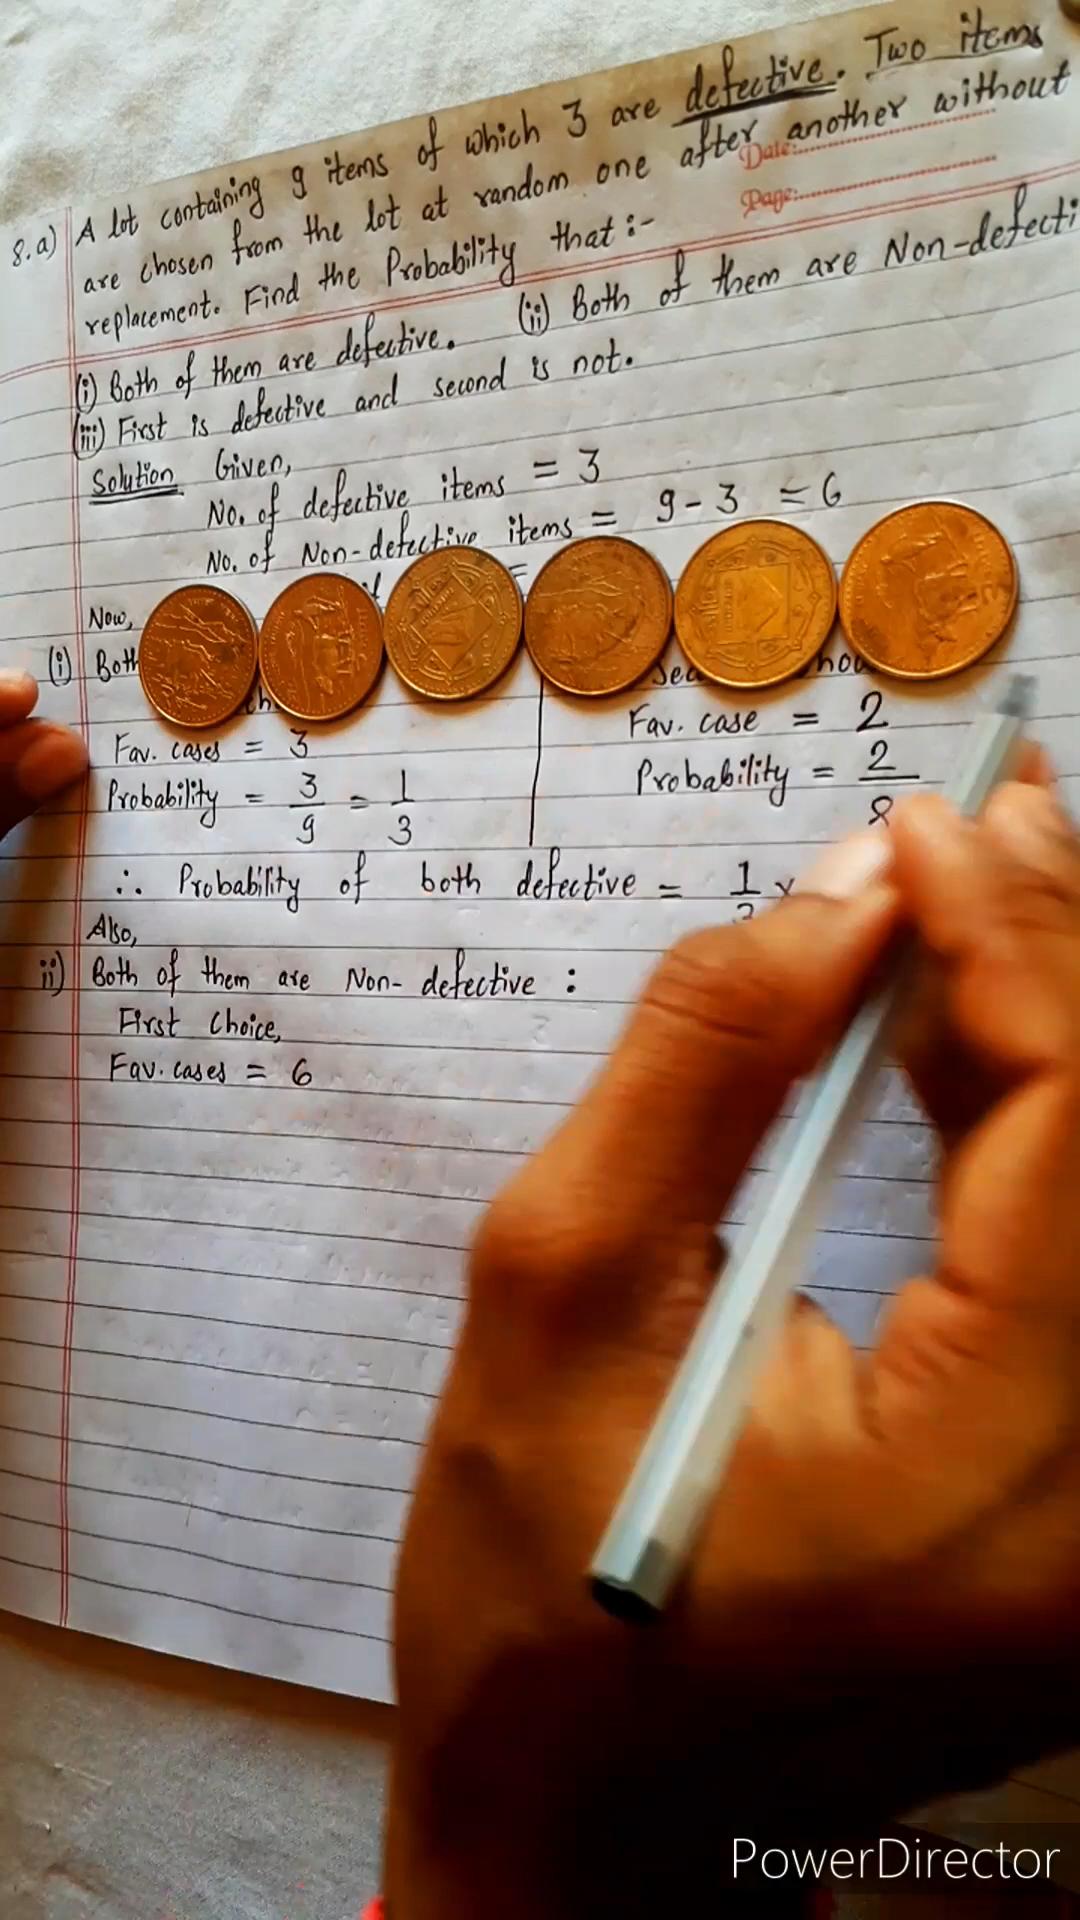 8.a) A lot containing 9 items of which 3 are defective. Two items
are chosen from the lot at random one after another without
replacement. Find the Probability that :-
Date:
Page:
(i) Both of them are defective. (ii) Both of them are Non-defecti
(iii) First is defective and second is not.
Solution Given,
No. of defective items = 3
No. of Non-defective items = 9 - 3 = 6
=
Now,
(i) Both
Fav. cases = 3
Fav. case = 2
Probability = 3/9 = 1/3
Probability = 2/8
∴ Probability of both defective = 1/3 ×
Also,
ii) Both of them are Non-defective :
First Choice,
Fav. cases = 6
PowerDirector